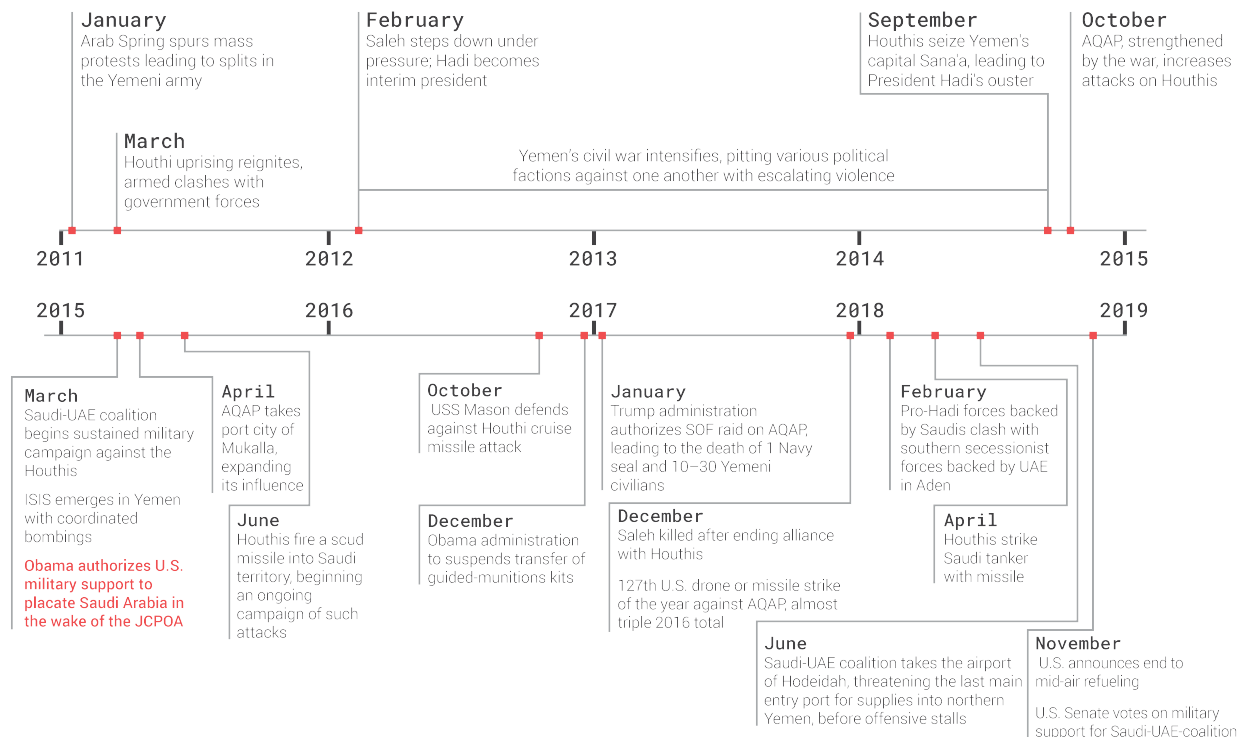 January
Arab Spring spurs mass
protests leading to splits in
the Yemeni army
February
Saleh steps down under
pressure; Hadi becomes
interim president
September
Houthis seize Yemen's
capital Sana'a, leading to
President Hadi's ouster
October
AQAP, strengthened
by the war, increases
attacks on Houthis
March
Houthi uprising reignites,
armed clashes with
government forces
Yemen's civil war intensifies, pitting various political
factions against one another with escalating violence
2011
2012
2013
2014
2015
2015
2016
2017
2018
2019
March
Saudi-UAE coalition
begins sustained military
campaign against the
Houthis
ISIS emerges in Yemen
with coordinated
bombings
Obama authorizes U.S.
military support to
placate Saudi Arabia in
the wake of the JCPOA
April
AQAP takes
port city of
Mukalla,
expanding
its influence
June
Houthis fire a scud
missile into Saudi
territory, beginning
an ongoing
campaign of such
attacks
October
USS Mason defends
against Houthi cruise
missile attack
December
Obama administration
to suspends transfer of
guided-munitions kits
January
Trump administration
authorizes SOF raid on AQAP,
leading to the death of 1 Navy
seal and 10–30 Yemeni
civilians
December
Saleh killed after ending alliance
with Houthis
127th U.S. drone or missile strike
of the year against AQAP, almost
triple 2016 total
February
Pro-Hadi forces backed
by Saudis clash with
southern secessionist
forces backed by UAE
in Aden
April
Houthis strike
Saudi tanker
with missile
June
Saudi-UAE coalition takes the airport
of Hodeidah, threatening the last main
entry port for supplies into northern
Yemen, before offensive stalls
November
U.S. announces end to
mid-air refueling
U.S. Senate votes on military
support for Saudi-UAE-coalition